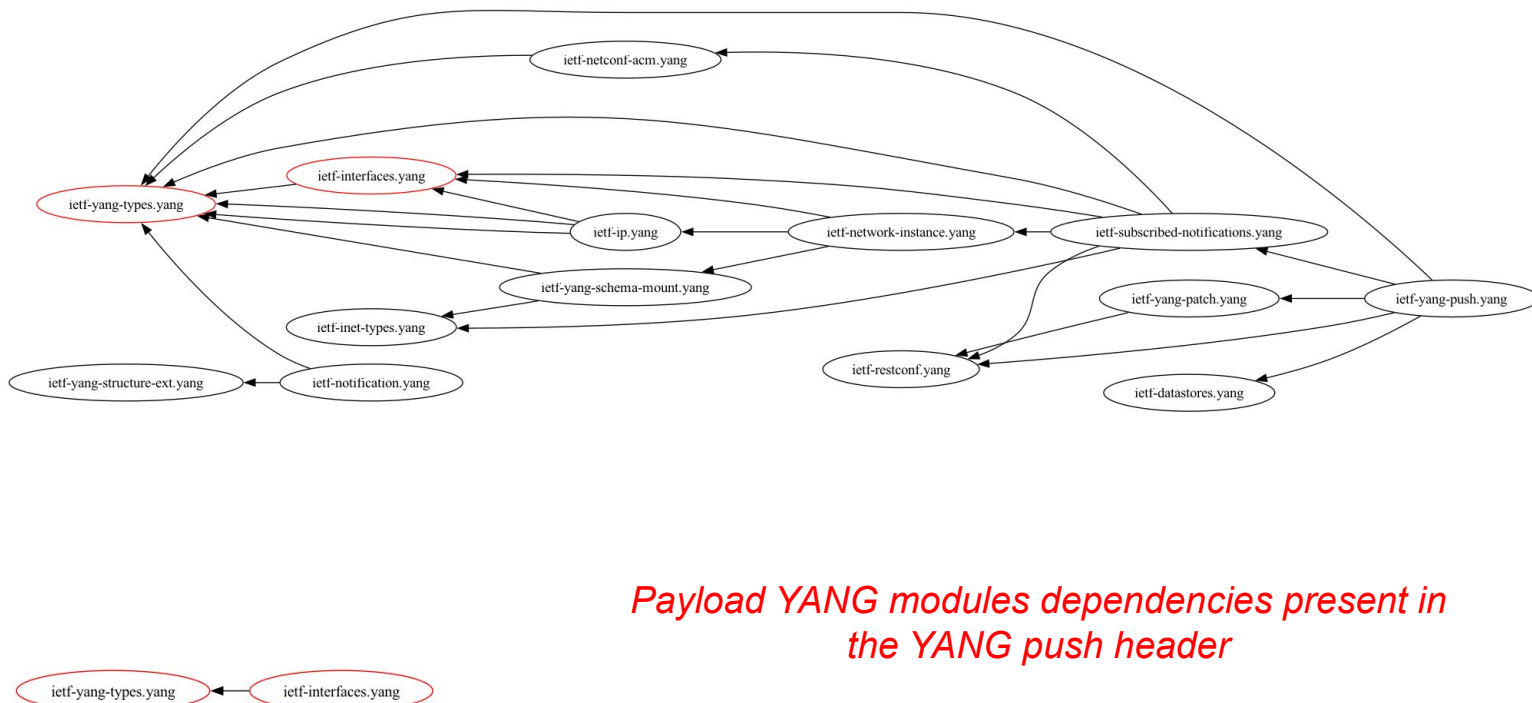 ietf-netconf-acm.yang
ietf-interfaces.yang
ietf-yang-types.yang
ietf-ip.yang
ietf-network-instance.yang
ietf-subscribed-notifications.yang
ietf-yang-schema-mount.yang
ietf-yang-patch.yang
ietf-yang-push.yang
ietf-inet-types.yang
ietf-restconf.yang
ietf-yang-structure-ext.yang
ietf-notification.yang
ietf-datastores.yang
Payload YANG modules dependencies present in
the YANG push header
ietf-yang-types.yang
ietf-interfaces.yang